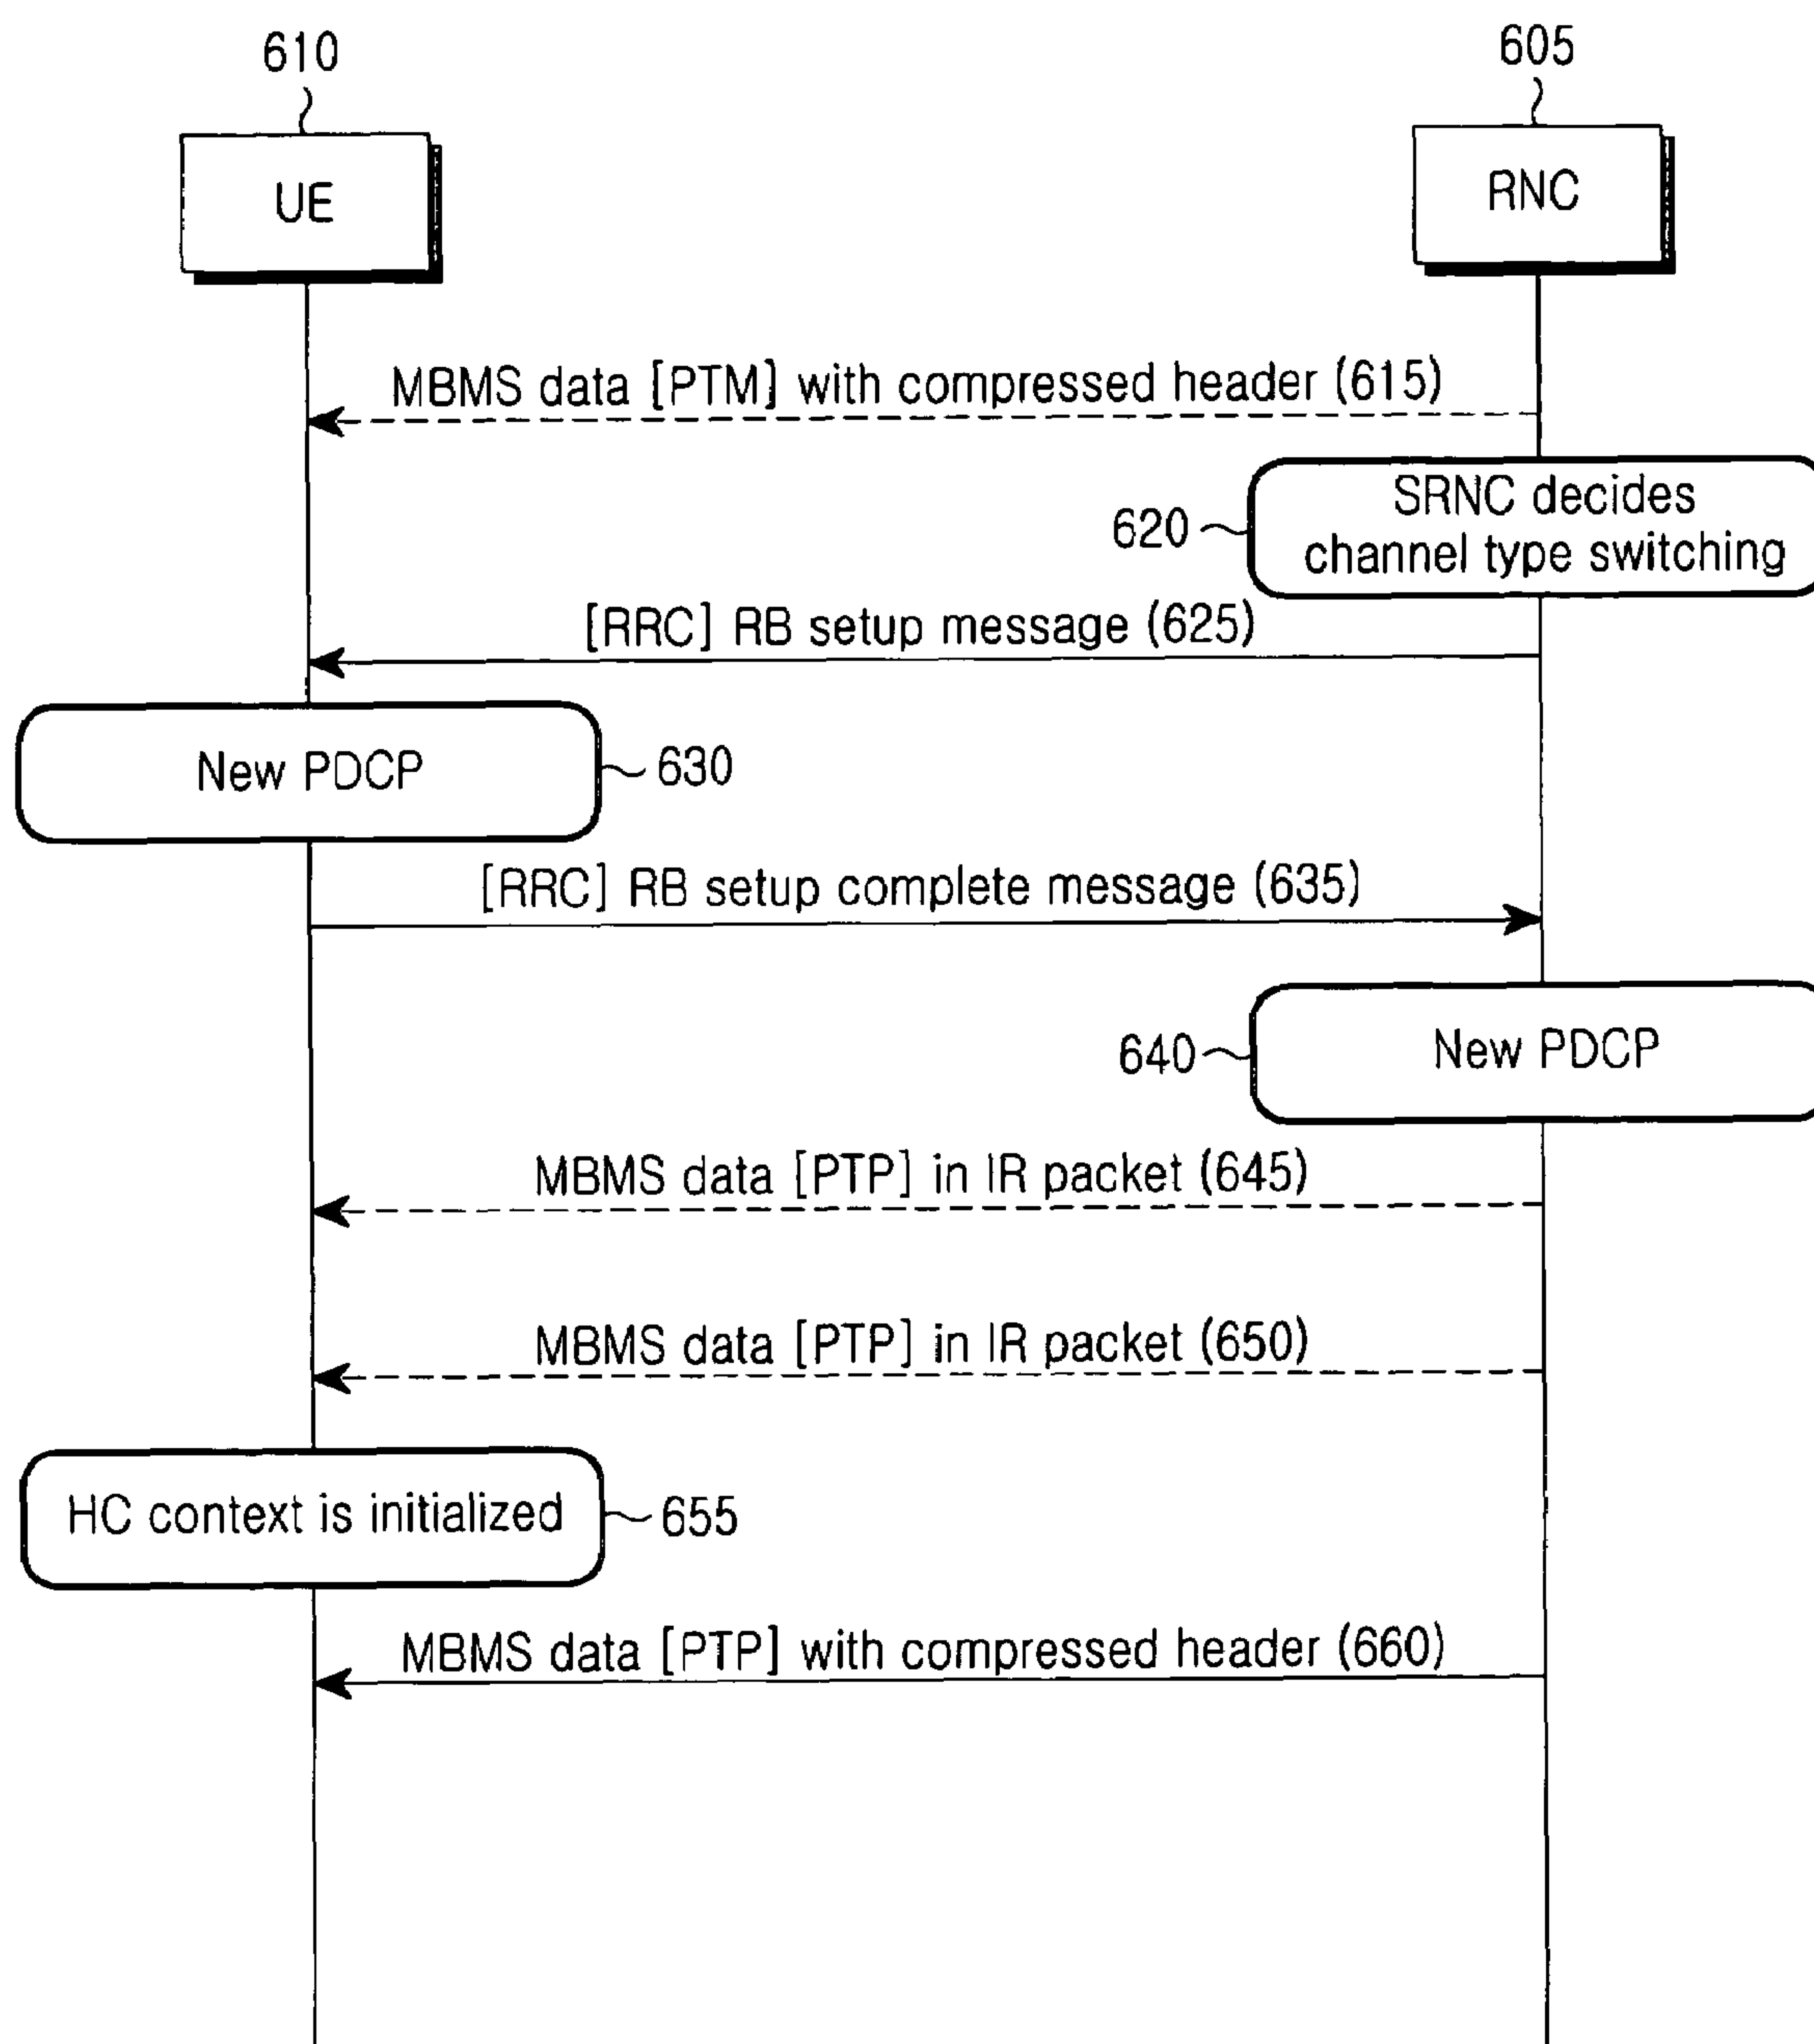 610
605
UE
RNC
MBMS data [PTM] with compressed header (615)
SRNC decides
channel type switching
620
[RRC] RB setup message (625)
New PDCP
630
[RRC] RB setup complete message (635)
640
New PDCP
MBMS data [PTP] in IR packet (645)
MBMS data [PTP] in IR packet (650)
HC context is initialized
655
MBMS data [PTP] with compressed header (660)